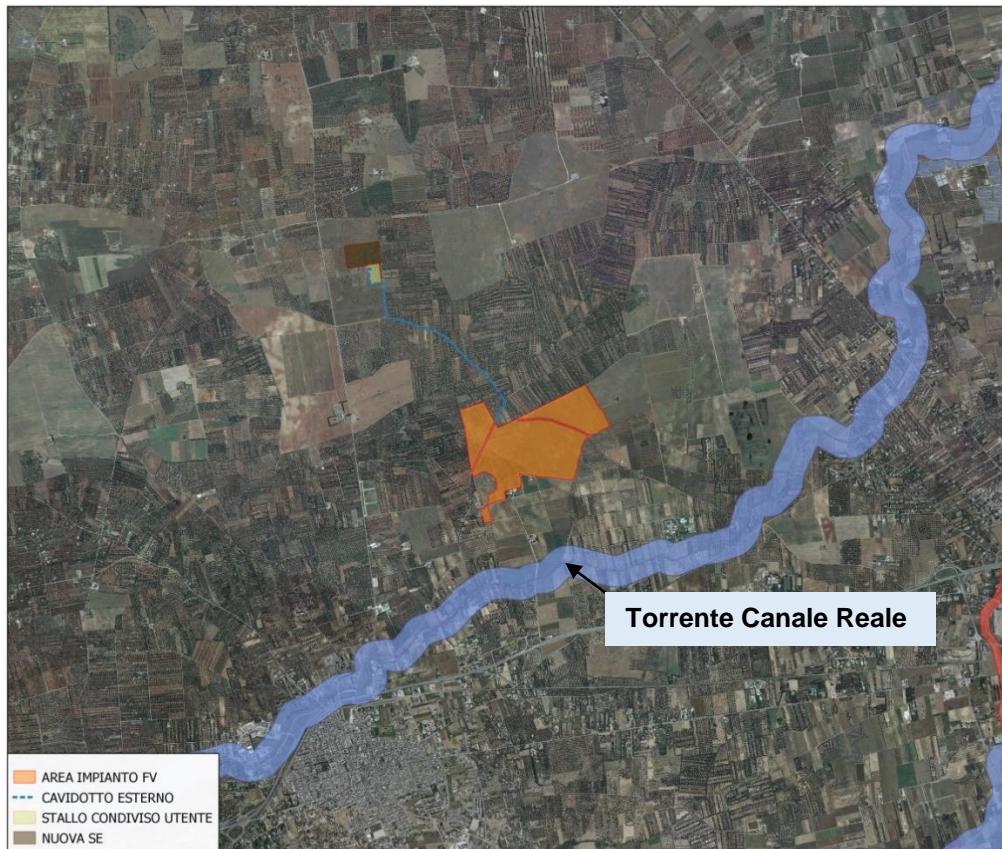 Torrente Canale Reale
AREA IMPIANTO FV
CAVIDOTTO ESTERNO
STALLO CONDIVISO UTENTE
NUOVA SE